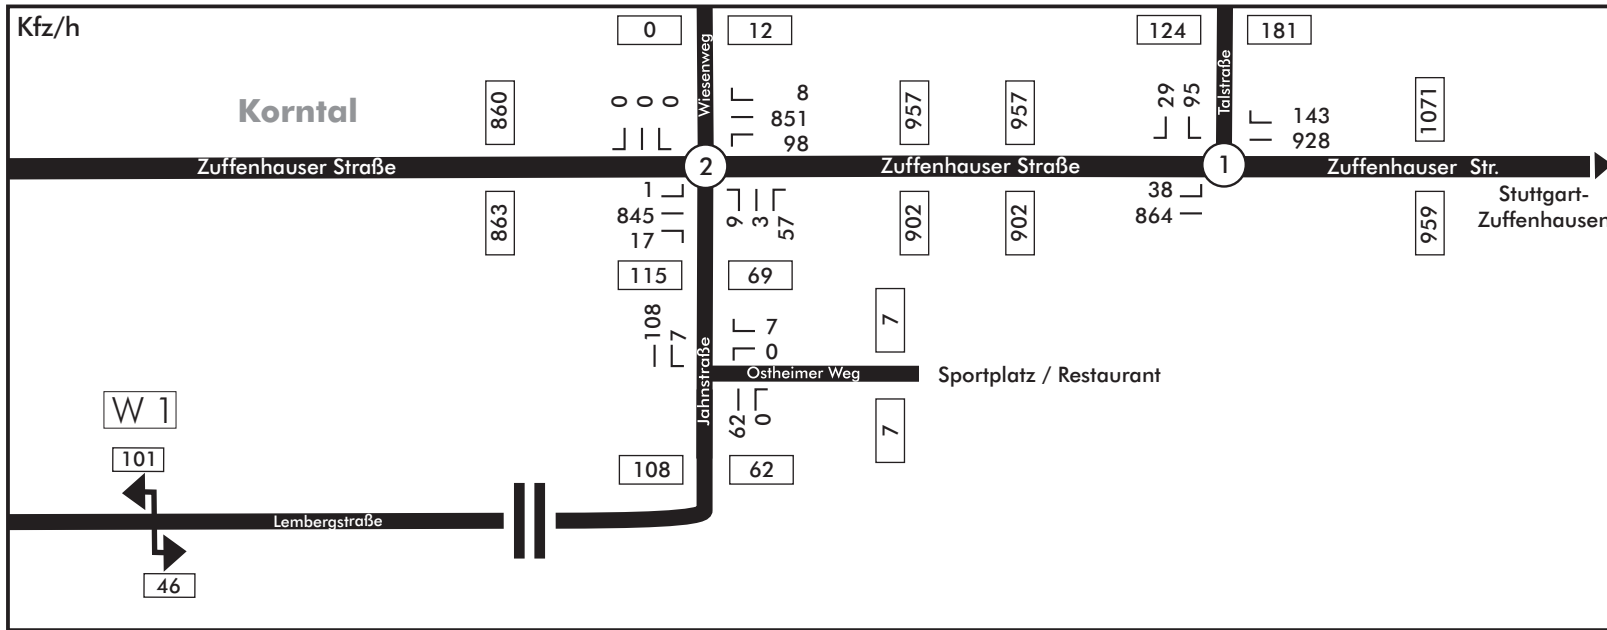 Kfz/h
0
12
124
181
Wiesenweg
Talstraße
Korntal
860
0 0 0
8
851
98
957
957
29 95
143
928
1071
Zuffenhauser Straße
2
Zuffenhauser Straße
1
Zuffenhauser Str.
Stuttgart-
Zuffenhausen
863
1
845
17
9 3 57
902
902
38
864
959
115
69
108 7
7
0
7
Jahnstraße
Ostheimer Weg
Sportplatz / Restaurant
62 0
7
W 1
101
108
62
Lembergstraße
46